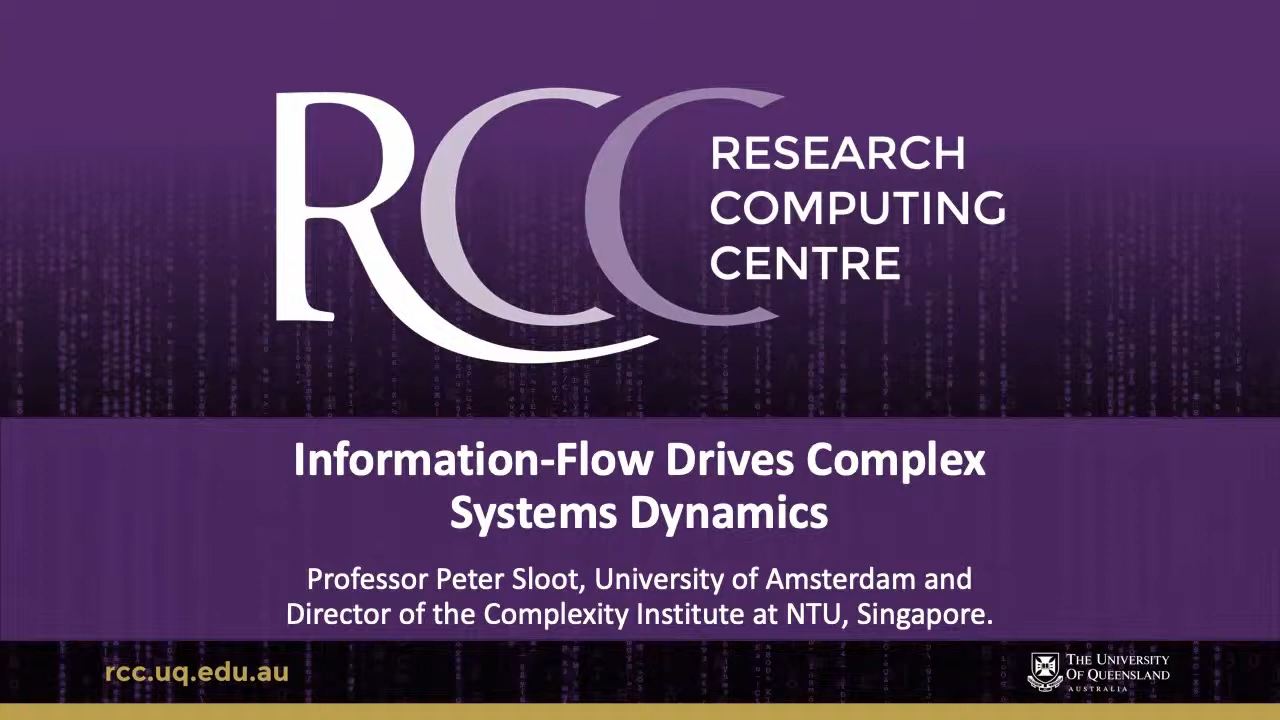 RCC
RESEARCH
COMPUTING
CENTRE
Information-Flow Drives Complex
Systems Dynamics
Professor Peter Sloot, University of Amsterdam and
Director of the Complexity Institute at NTU, Singapore.
rcc.uq.edu.au
THE UNIVERSITY
OF QUEENSLAND
AUSTRALIA